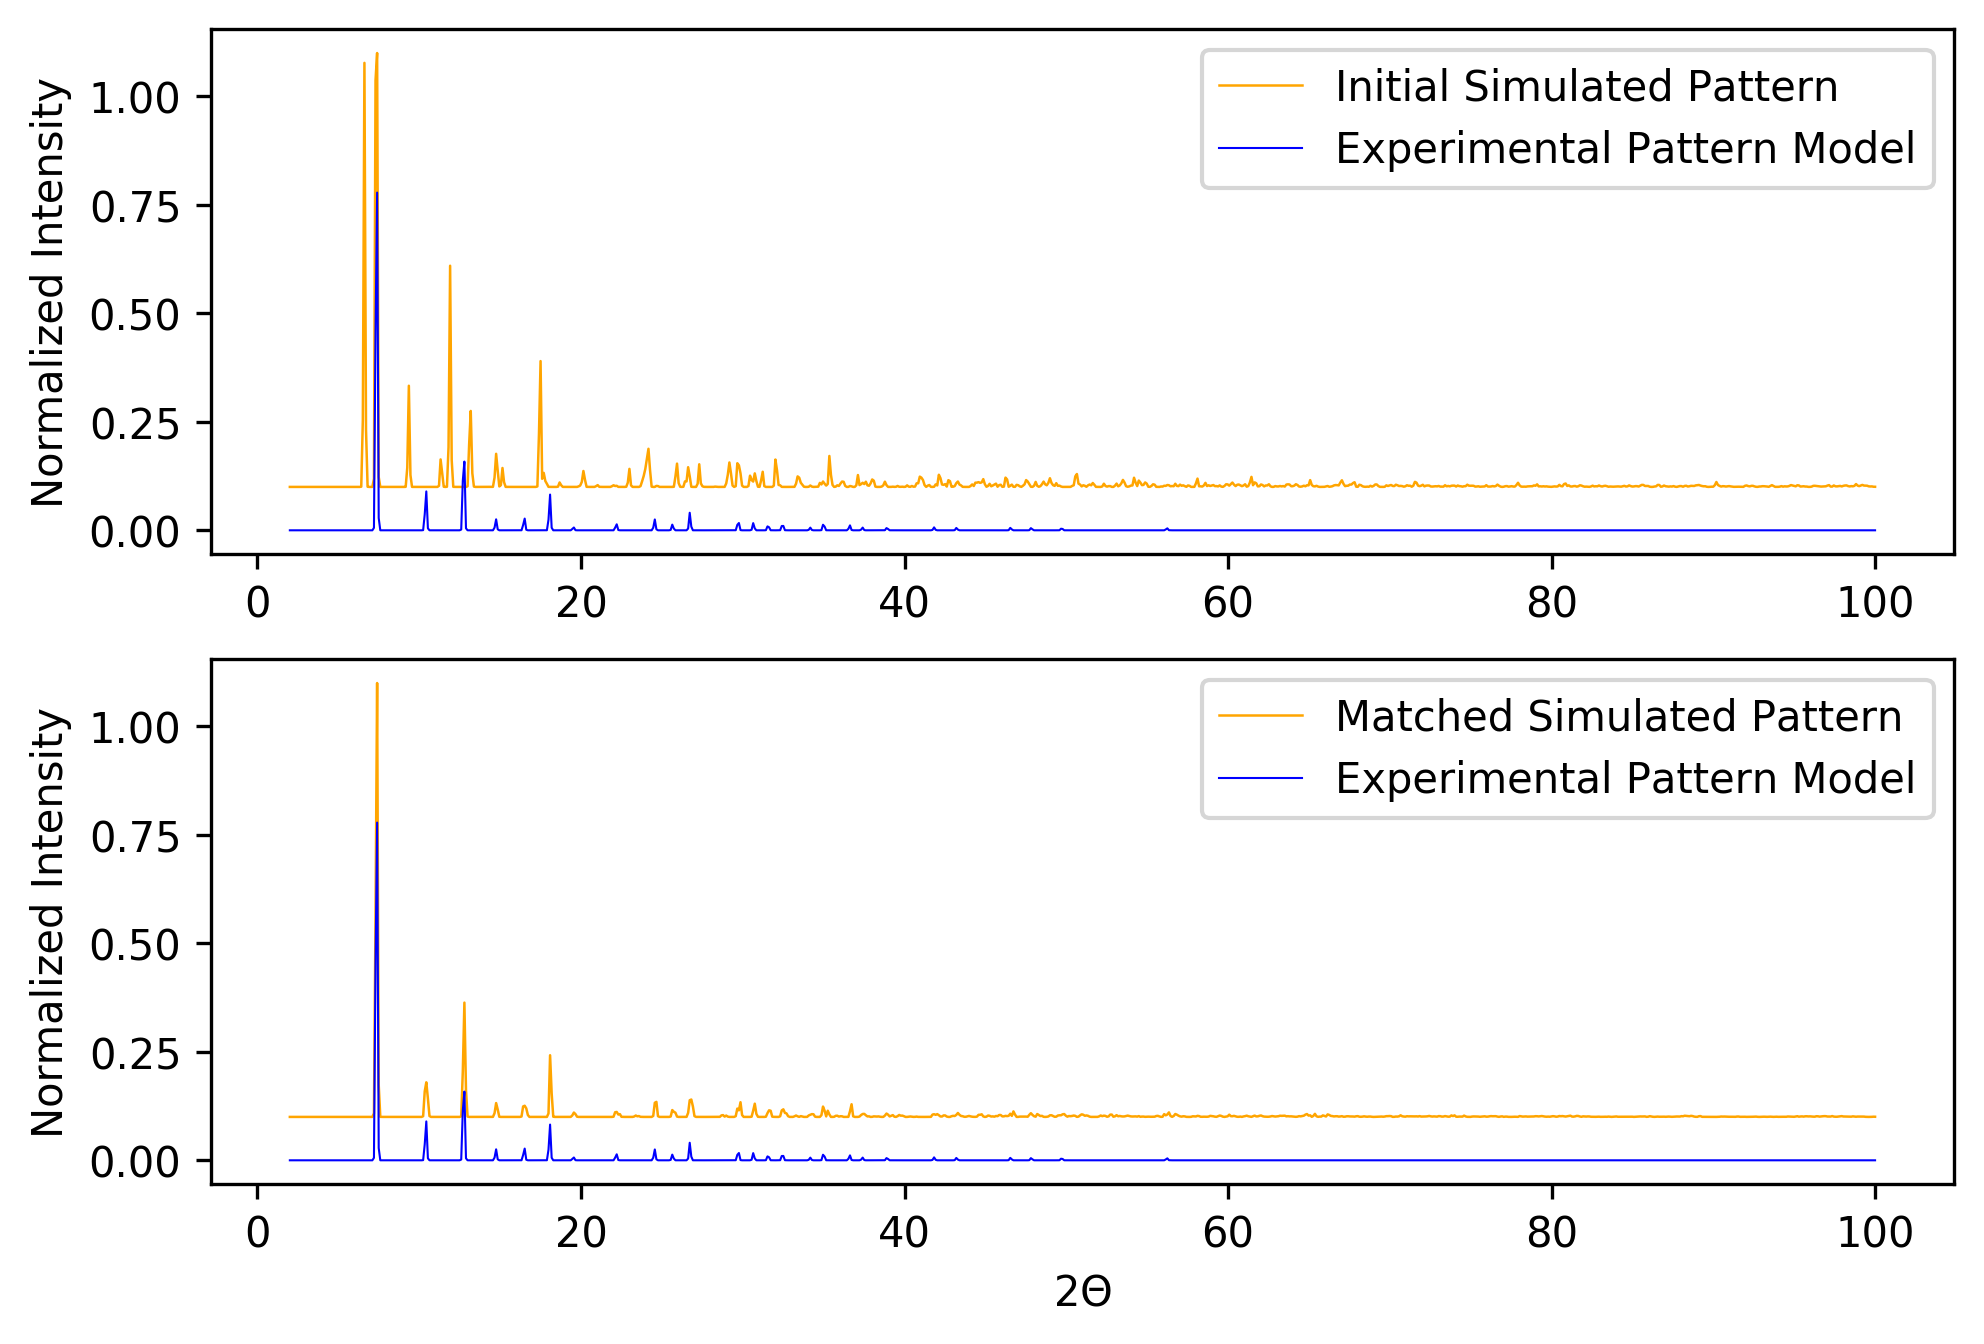 Normalized Intensity
1.00
0.75
0.50
0.25
0.00
Initial Simulated Pattern
Experimental Pattern Model
0 20 40 60 80 100
Normalized Intensity
1.00
0.75
0.50
0.25
0.00
Matched Simulated Pattern
Experimental Pattern Model
0 20 40 60 80 100
2Θ